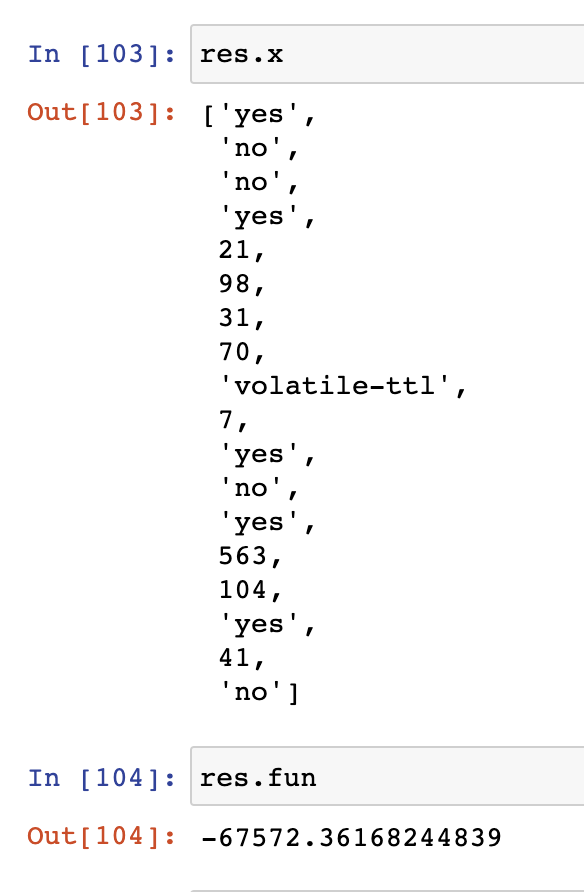 In [103]: res.x
Out[103]: ['yes',
'no',
'no',
'yes',
21,
98,
31,
70,
'volatile-ttl',
7,
'yes',
'no',
'yes',
563,
104,
'yes',
41,
'no']
In [104]: res.fun
Out[104]: -67572.36168244839